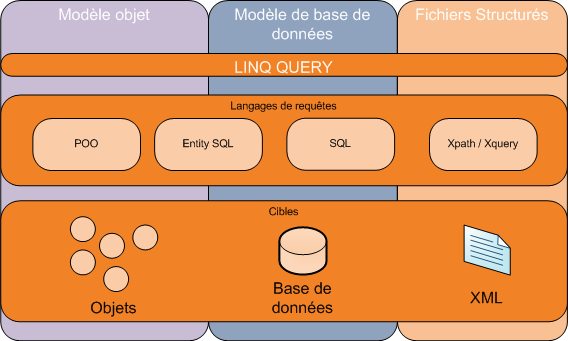 Modèle objet
Modèle de base de
données
Fichiers Structurés
LINQ QUERY
Langages de requêtes
POO
Entity SQL
SQL
Xpath / Xquery
Cibles
Objets
Base de
données
XML